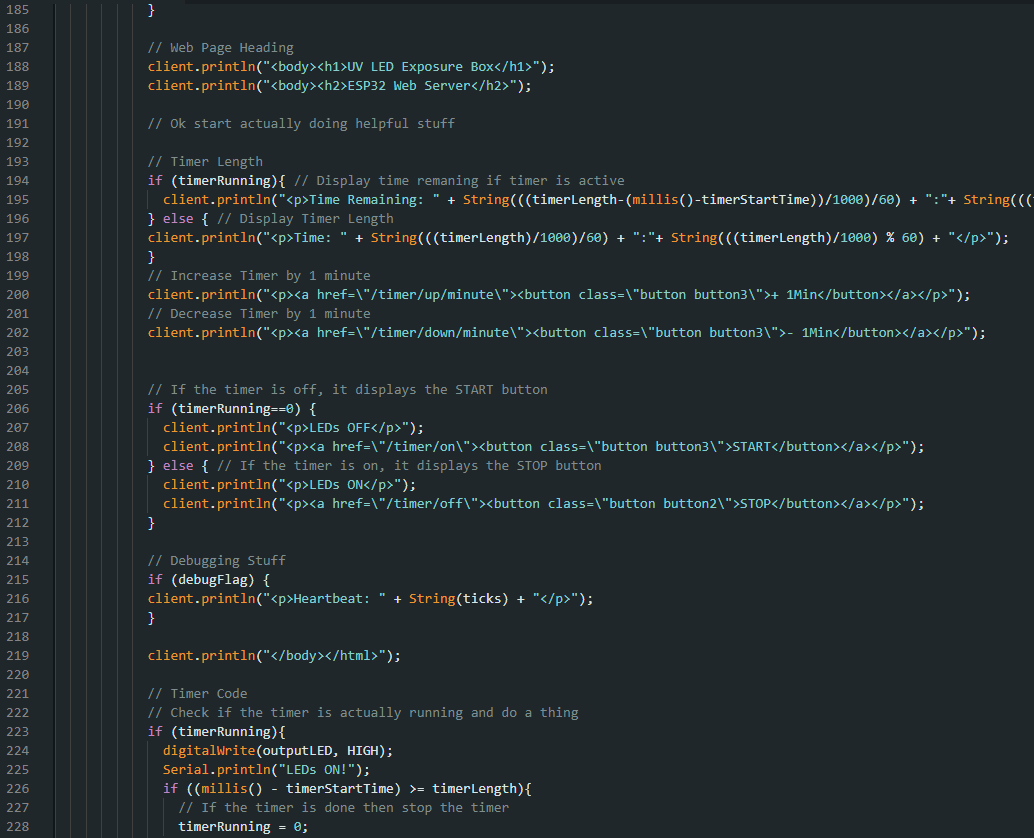 185 }
186
187 // Web Page Heading
188 client.println("<body><h1>UV LED Exposure Box</h1>");
189 client.println("<body><h2>ESP32 Web Server</h2>");
190
191 // Ok start actually doing helpful stuff
192
193 // Timer Length
194 if (timerRunning){ // Display time remaning if timer is active
195 client.println("<p>Time Remaining: " + String(((timerLength-(millis()-timerStartTime))/1000)/60) + ":"+ String(((
196 } else { // Display Timer Length
197 client.println("<p>Time: " + String(((timerLength)/1000)/60) + ":"+ String(((timerLength)/1000) % 60) + "</p>");
198 }
199 // Increase Timer by 1 minute
200 client.println("<p><a href=\"/timer/up/minute\"><button class=\"button button3\">+ 1Min</button></a></p>");
201 // Decrease Timer by 1 minute
202 client.println("<p><a href=\"/timer/down/minute\"><button class=\"button button3\">- 1Min</button></a></p>");
203
204
205 // If the timer is off, it displays the START button
206 if (timerRunning==0) {
207 client.println("<p>LEDs OFF</p>");
208 client.println("<p><a href=\"/timer/on\"><button class=\"button button3\">START</button></a></p>");
209 } else { // If the timer is on, it displays the STOP button
210 client.println("<p>LEDs ON</p>");
211 client.println("<p><a href=\"/timer/off\"><button class=\"button button2\">STOP</button></a></p>");
212 }
213
214 // Debugging Stuff
215 if (debugFlag) {
216 client.println("<p>Heartbeat: " + String(ticks) + "</p>");
217 }
218
219 client.println("</body></html>");
220
221 // Timer Code
222 // Check if the timer is actually running and do a thing
223 if (timerRunning){
224 digitalWrite(outputLED, HIGH);
225 Serial.println("LEDs ON!");
226 if ((millis() - timerStartTime) >= timerLength){
227 // If the timer is done then stop the timer
228 timerRunning = 0;